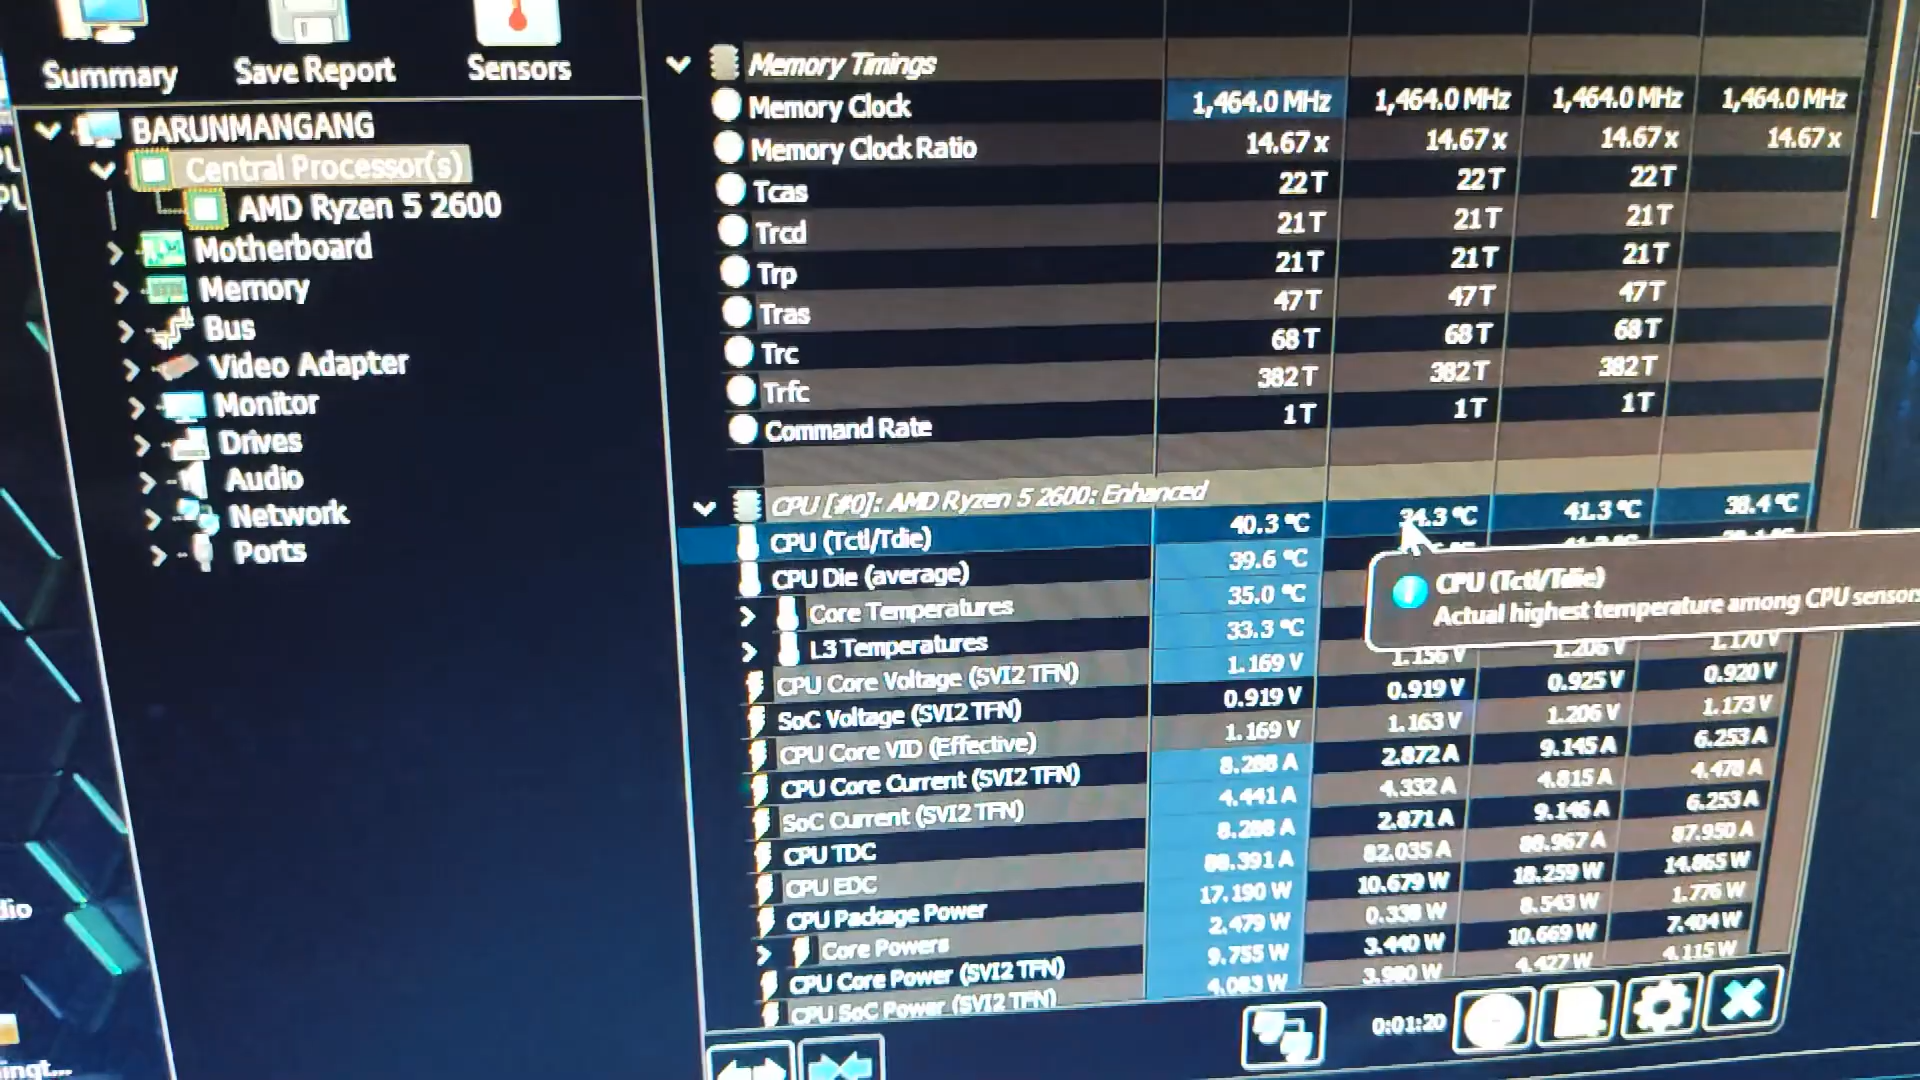 Summary
Save Report
Sensors
BARUNMANGANG
Central Processor(s)
AMD Ryzen 5 2600
Motherboard
Memory
Bus
Video Adapter
Monitor
Drives
Audio
Network
Ports
Memory Timings
Memory Clock 1,464.0 MHz 1,464.0 MHz 1,464.0 MHz 1,464.0 MHz
Memory Clock Ratio 14.67 x 14.67 x 14.67 x 14.67 x
Tcas 22 T 22 T 22 T
Trcd 21 T 21 T 21 T
Trp 21 T 21 T 21 T
Tras 47 T 47 T 47 T
Trc 68 T 68 T 68 T
Trfc 382 T 382 T 382 T
Command Rate 1 T 1 T 1 T
CPU [#0]: AMD Ryzen 5 2600: Enhanced
CPU (Tctl/Tdie) 40.3 °C 34.3 °C 41.3 °C 38.4 °C
CPU Die (average) 39.6 °C
Core Temperatures 35.0 °C
L3 Temperatures 33.3 °C
CPU Core Voltage (SVI2 TFN) 1.169 V 1.156 V 1.206 V 1.170 V
SoC Voltage (SVI2 TFN) 0.919 V 0.919 V 0.925 V 0.920 V
CPU Core VID (Effective) 1.169 V 1.163 V 1.206 V 1.173 V
CPU Core Current (SVI2 TFN) 8.288 A 2.872 A 9.145 A 6.253 A
SoC Current (SVI2 TFN) 4.441 A 4.332 A 4.815 A 4.478 A
CPU TDC 8.288 A 2.871 A 9.146 A 6.253 A
CPU EDC 82.035 A 88.967 A 87.950 A
CPU Package Power 17.190 W 10.679 W 18.259 W 14.865 W
Core Powers 2.479 W 0.338 W 8.543 W 1.776 W
CPU Core Power (SVI2 TFN) 9.755 W 3.440 W 10.669 W 7.404 W
CPU SoC Power (SVI2 TFN) 4.083 W 3.980 W 4.427 W 4.115 W
CPU (Tctl/Tdie)
Actual highest temperature among CPU sensors
0:01:20